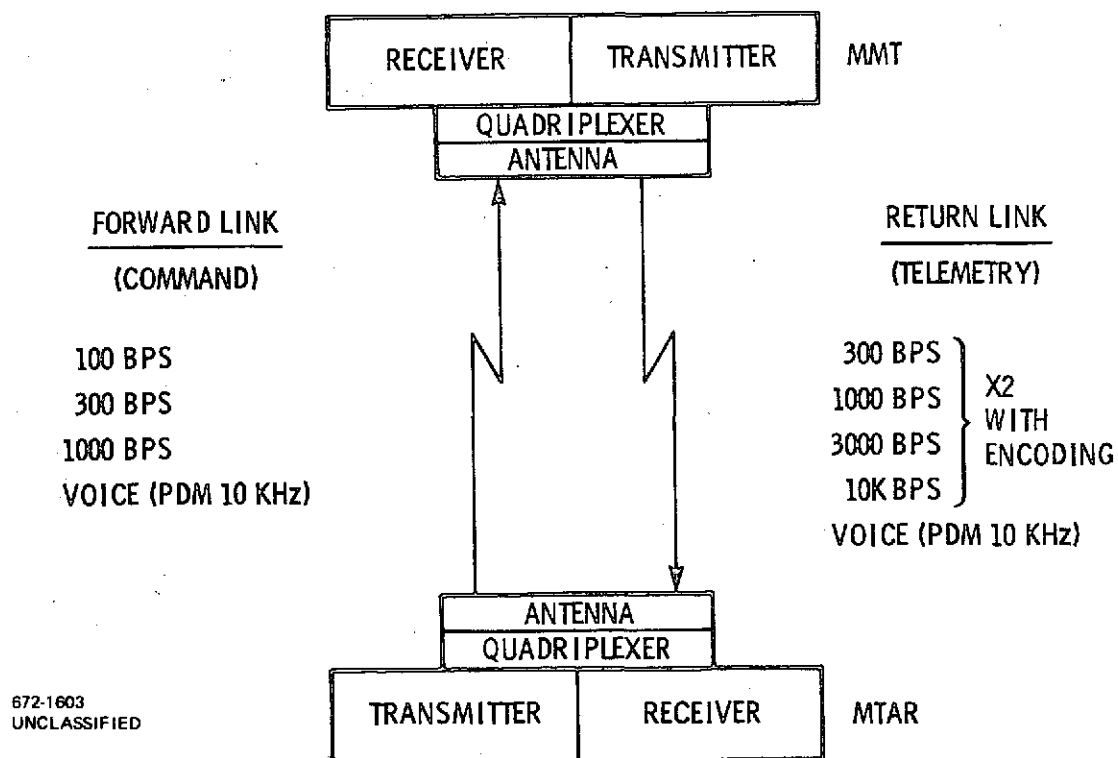 RECEIVER
TRANSMITTER
MMT
QUADRIPLEXER
ANTENNA
FORWARD LINK
(COMMAND)
100 BPS
300 BPS
1000 BPS
VOICE (PDM 10 KHz)
RETURN LINK
(TELEMETRY)
300 BPS
1000 BPS
3000 BPS
10K BPS
X2
WITH
ENCODING
VOICE (PDM 10 KHz)
ANTENNA
QUADRIPLEXER
TRANSMITTER
RECEIVER
MTAR
672-1603
UNCLASSIFIED